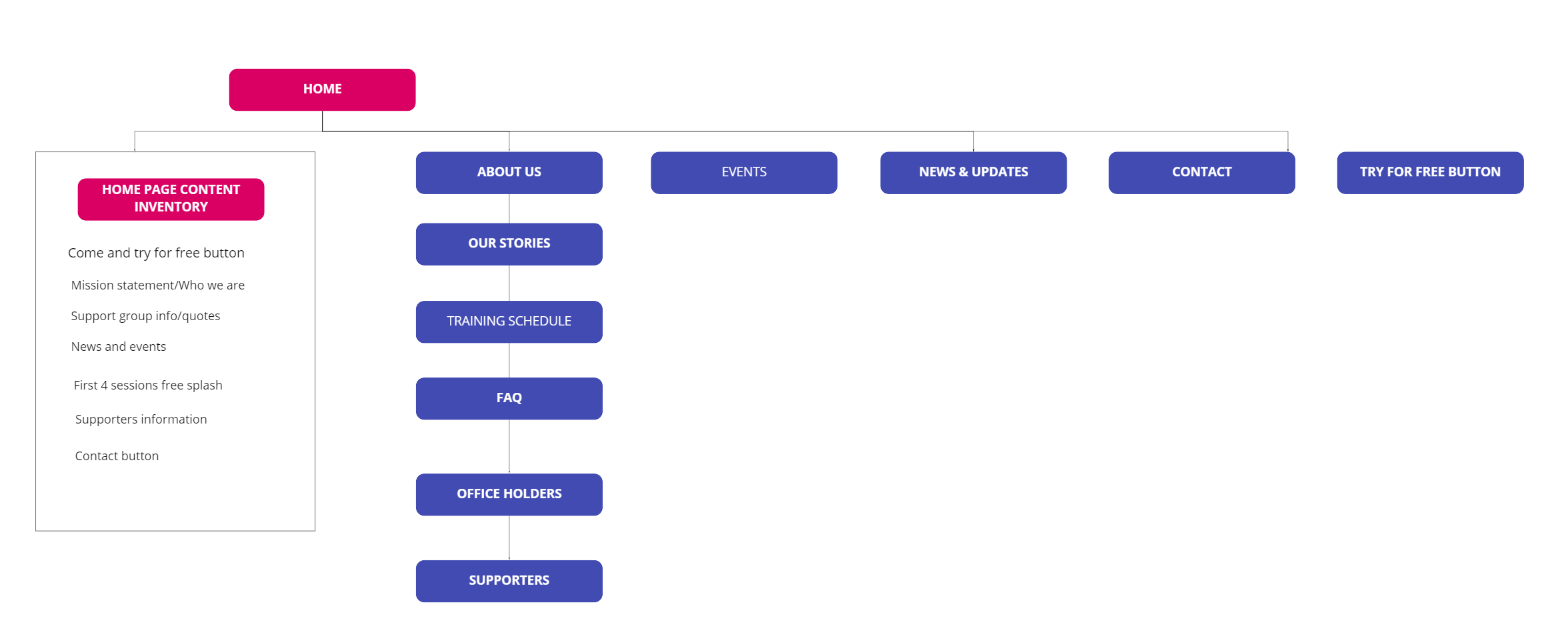 HOME
HOME PAGE CONTENT
INVENTORY
Come and try for free button
Mission statement/Who we are
Support group info/quotes
News and events
First 4 sessions free splash
Supporters information
Contact button
ABOUT US
OUR STORIES
TRAINING SCHEDULE
FAQ
OFFICE HOLDERS
SUPPORTERS
EVENTS
NEWS & UPDATES
CONTACT
TRY FOR FREE BUTTON